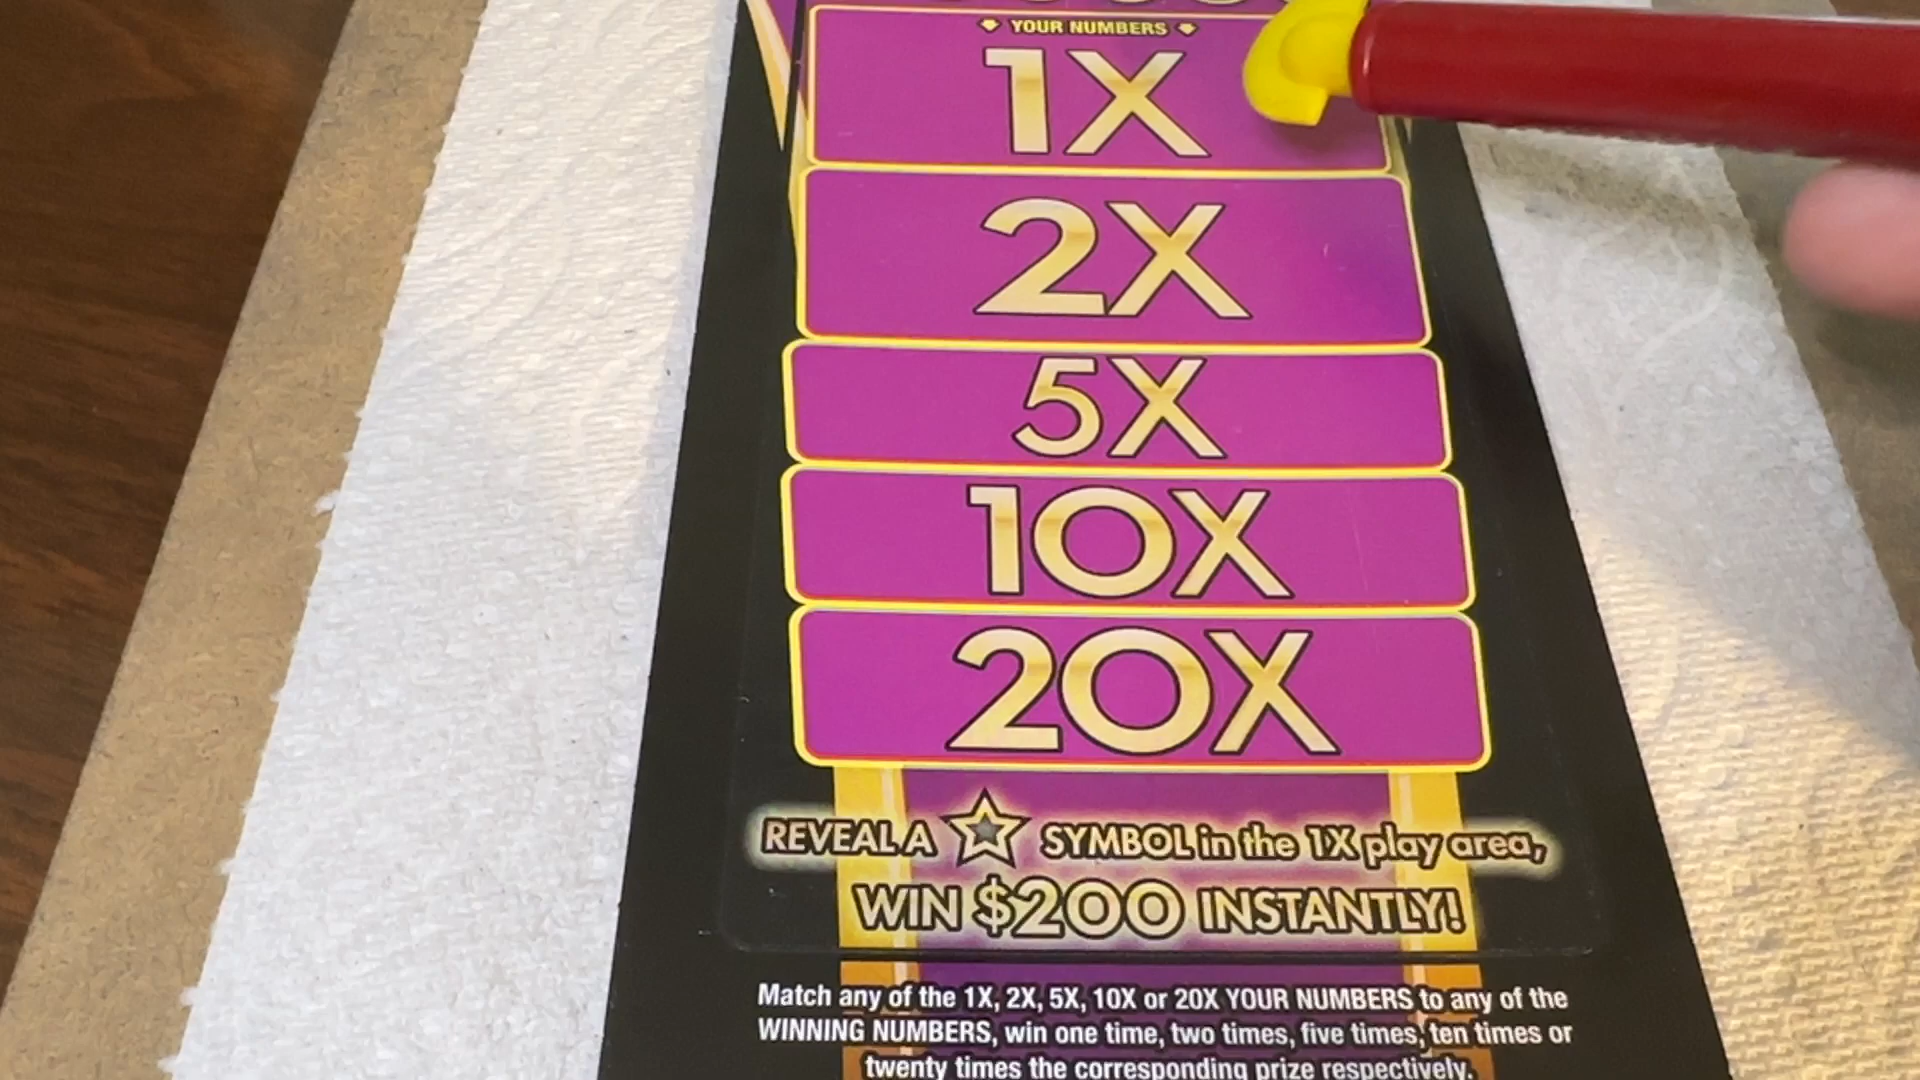 YOUR NUMBERS
1X
2X
5X
10X
20X
REVEAL A SYMBOL in the 1X play area,
WIN $200 INSTANTLY!
Match any of the 1X, 2X, 5X, 10X or 20X YOUR NUMBERS to any of the
WINNING NUMBERS, win one time, two times, five times, ten times or
twenty times the corresponding prize respectively.